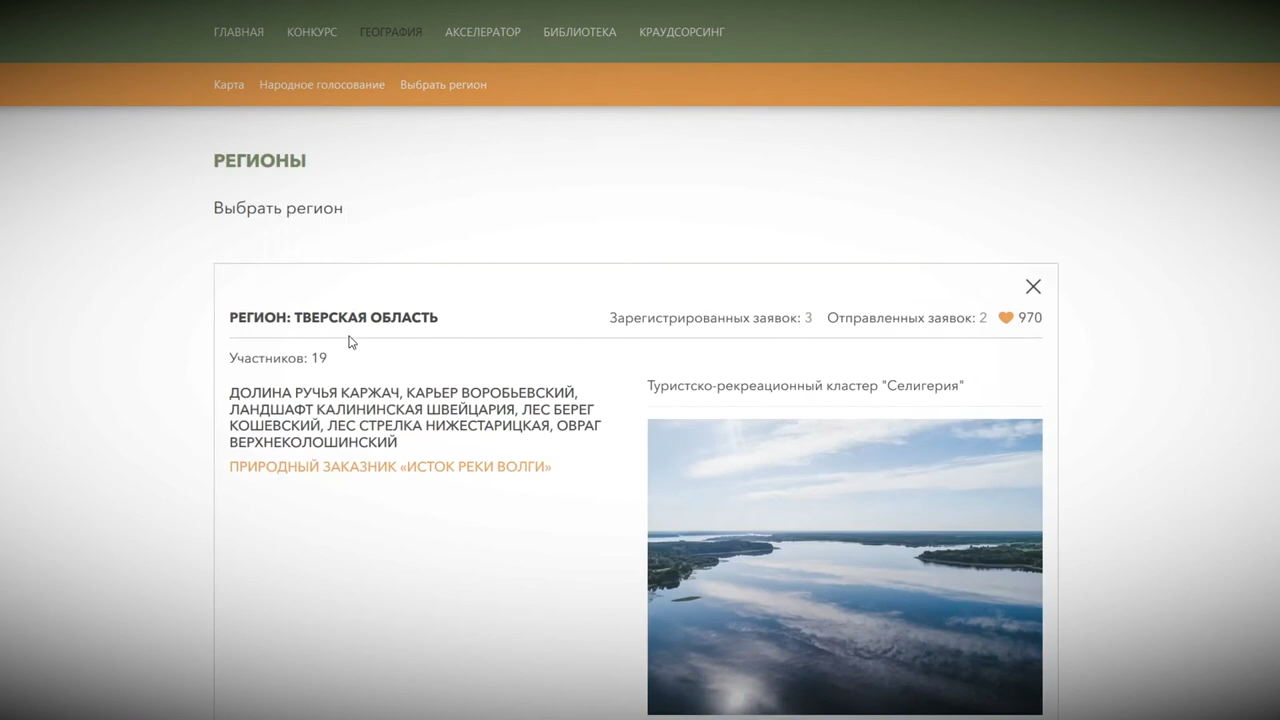 ГЛАВНАЯ КОНКУРС ГЕОГРАФИЯ АКСЕЛЕРАТОР БИБЛИОТЕКА КРАУДСОРСИНГ
Карта Народное голосование Выбрать регион
РЕГИОНЫ
Выбрать регион
РЕГИОН: ТВЕРСКАЯ ОБЛАСТЬ
Зарегистрированных заявок: 3 Отправленных заявок: 2 970
Участников: 19
ДОЛИНА РУЧЬЯ КАРЖАЧ, КАРЬЕР ВОРОБЬЕВСКИЙ,
ЛАНДШАФТ КАЛИНИНСКАЯ ШВЕЙЦАРИЯ, ЛЕС БЕРЕГ
КОШЕВСКИЙ, ЛЕС СТРЕЛКА НИЖЕСТАРИЦКАЯ, ОВРАГ
ВЕРХНЕКОЛОШИНСКИЙ
ПРИРОДНЫЙ ЗАКАЗНИК «ИСТОК РЕКИ ВОЛГИ»
Туристско-рекреационный кластер "Селигерия"